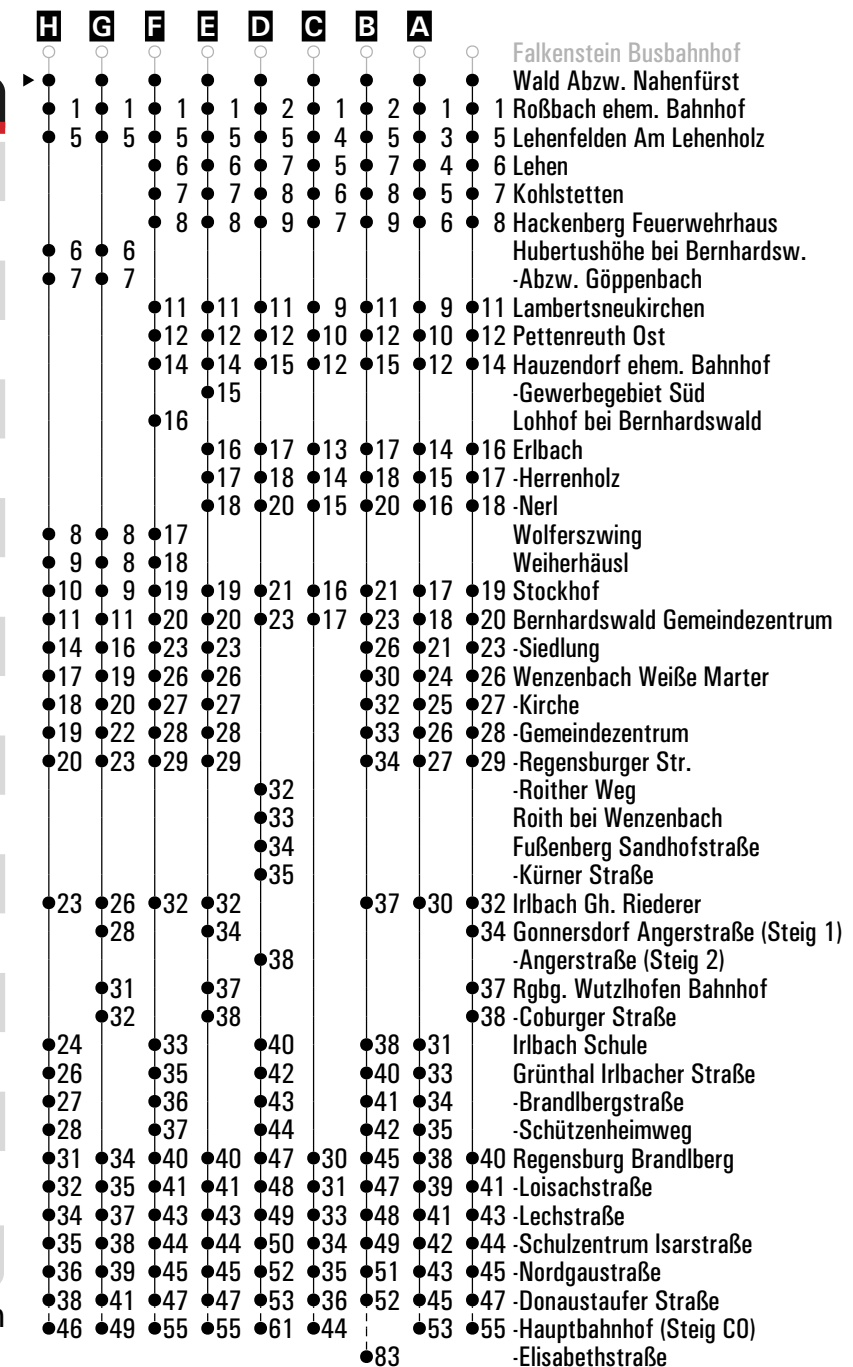 H G F E D C B A
Falkenstein Busbahnhof
Wald Abzw. Nahenfürst
1 1 1 1 2 1 2 1 1 Roßbach ehem. Bahnhof
5 5 5 5 5 4 5 3 5 Lehenfelden Am Lehenholz
6 6 7 5 7 4 6 Lehen
7 7 8 6 8 5 7 Kohlstetten
8 8 9 7 9 6 8 Hackenberg Feuerwehrhaus
6 6 Hubertushöhe bei Bernhardsw.
7 7 -Abzw. Göppenbach
11 11 11 9 11 9 11 Lambertsneukirchen
12 12 12 10 12 10 12 Pettenreuth Ost
14 14 15 12 15 12 14 Hauzendorf ehem. Bahnhof
15 -Gewerbegebiet Süd
16 Lohhof bei Bernhardswald
16 17 13 17 14 16 Erlbach
17 18 14 18 15 17 -Herrenholz
18 20 15 20 16 18 -Nerl
8 8 17 Wolferszwing
9 8 18 Weiherhäusl
10 9 19 19 21 16 21 17 19 Stockhof
11 11 20 20 23 17 23 18 20 Bernhardswald Gemeindezentrum
14 16 23 23 26 21 23 -Siedlung
17 19 26 26 30 24 26 Wenzenbach Weiße Marter
18 20 27 27 32 25 27 -Kirche
19 22 28 28 33 26 28 -Gemeindezentrum
20 23 29 29 34 27 29 -Regensburger Str.
32 -Roither Weg
33 Roith bei Wenzenbach
34 Fußenberg Sandhofstraße
35 -Kürner Straße
23 26 32 32 37 30 32 Irlbach Gh. Riederer
28 34 34 Gonnersdorf Angerstraße (Steig 1)
38 -Angerstraße (Steig 2)
31 37 37 Rgbg. Wutzlhofen Bahnhof
32 38 38 -Coburger Straße
24 33 40 38 31 Irlbach Schule
26 35 42 40 33 Grünthal Irlbacher Straße
27 36 43 41 34 -Brandlbergstraße
28 37 44 42 35 -Schützenheimweg
31 34 40 40 47 30 45 38 40 Regensburg Brandlberg
32 35 41 41 48 31 47 39 41 -Loisachstraße
34 37 43 43 49 33 48 41 43 -Lechstraße
35 38 44 44 50 34 49 42 44 -Schulzentrum Isarstraße
36 39 45 45 52 35 51 43 45 -Nordgaustraße
38 41 47 47 53 36 52 45 47 -Donaustaufer Straße
46 49 55 55 61 44 53 55 -Hauptbahnhof (Steig C0)
83 -Elisabethstraße